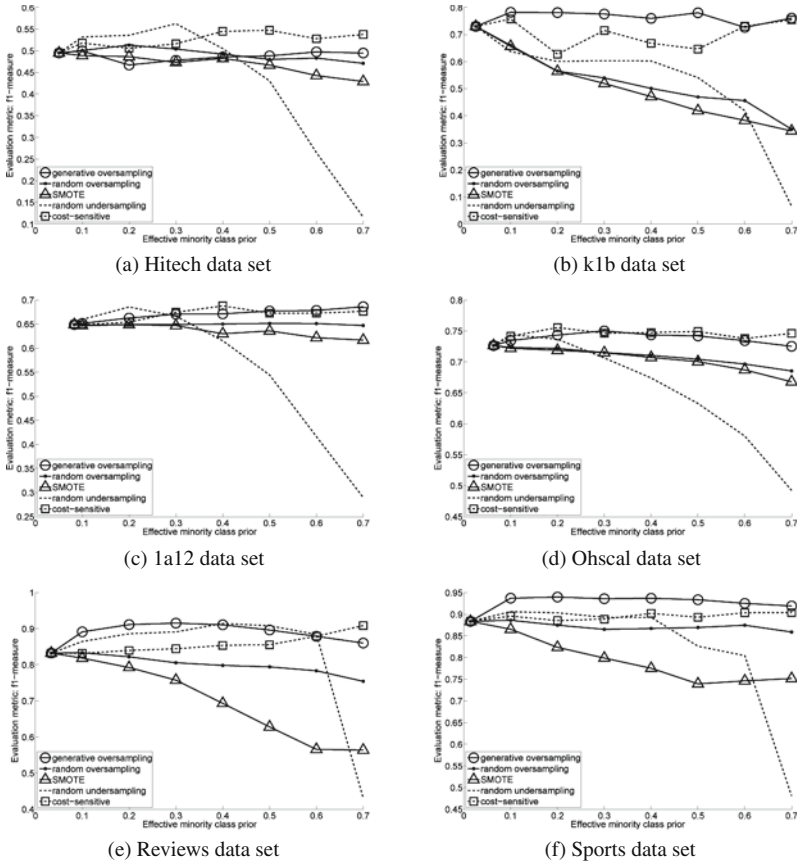 Evaluation metric: f1−measure
0.6
0.55
0.5
0.45
0.4
0.35
0.3
0.25
0.2
0.15
0.1
generative oversampling
random oversampling
SMOTE
random undersampling
cost−sensitive
0 0.1 0.2 0.3 0.4 0.5 0.6 0.7
Effective minority class prior
(a) Hitech data set
Evaluation metric: f1−measure
0.9
0.8
0.7
0.6
0.5
0.4
0.3
0.2
0.1
0
generative oversampling
random oversampling
SMOTE
random undersampling
cost−sensitive
0 0.1 0.2 0.3 0.4 0.5 0.6 0.7
Effective minority class prior
(b) k1b data set
Evaluation metric: f1−measure
0.7
0.65
0.6
0.55
0.5
0.45
0.4
0.35
0.3
0.25
generative oversampling
random oversampling
SMOTE
random undersampling
cost−sensitive
0 0.1 0.2 0.3 0.4 0.5 0.6 0.7
Effective minority class prior
(c) 1a12 data set
Evaluation metric: f1−measure
0.8
0.75
0.7
0.65
0.6
0.55
0.5
0.45
generative oversampling
random oversampling
SMOTE
random undersampling
cost−sensitive
0 0.1 0.2 0.3 0.4 0.5 0.6 0.7
Effective minority class prior
(d) Ohscal data set
Evaluation metric: f1−measure
1
0.9
0.8
0.7
0.6
0.5
0.4
generative oversampling
random oversampling
SMOTE
random undersampling
cost−sensitive
0 0.1 0.2 0.3 0.4 0.5 0.6 0.7
Effective minority class prior
(e) Reviews data set
Evaluation metric: f1−measure
0.95
0.9
0.85
0.8
0.75
0.7
0.65
0.6
0.55
0.5
0.45
generative oversampling
random oversampling
SMOTE
random undersampling
cost−sensitive
0 0.1 0.2 0.3 0.4 0.5 0.6 0.7
Effective minority class prior
(f) Sports data set